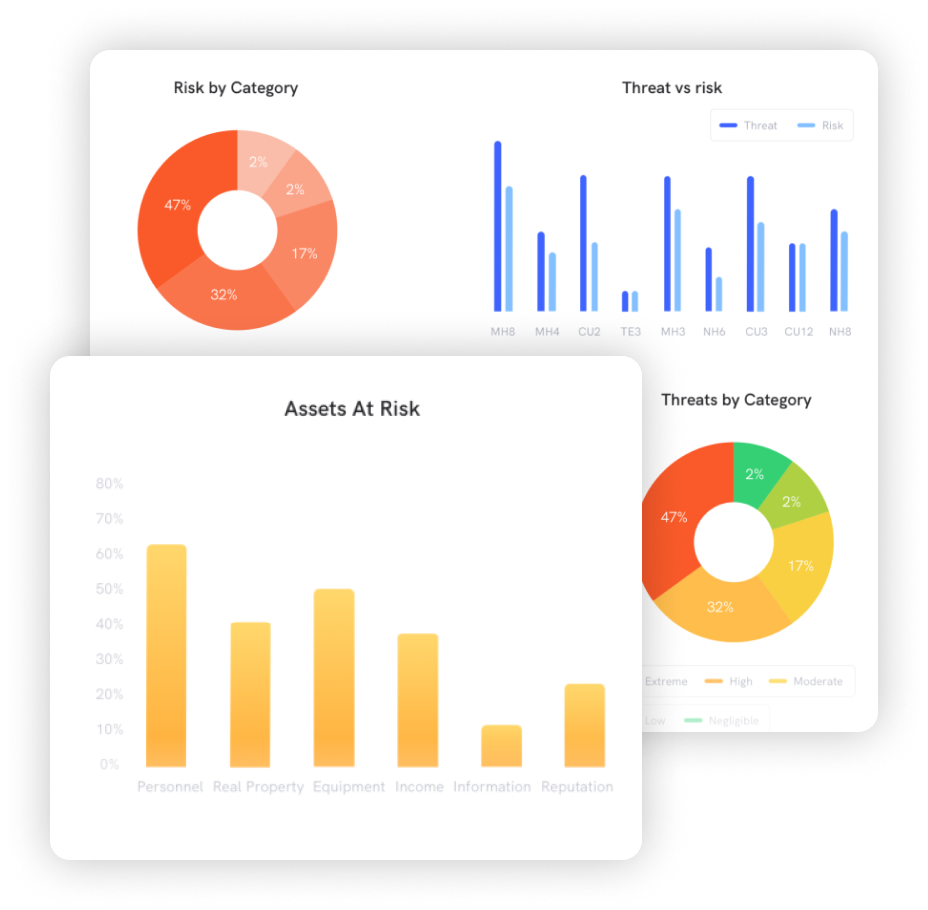 Risk by Category
2%
2%
47%
17%
32%
Threat vs risk
Threat Risk
MH8 MH4 CU2 TE3 MH3 NH6 CU3 CU12 NH8
Assets At Risk
80%
70%
60%
50%
40%
30%
20%
10%
0%
Personnel Real Property Equipment Income Information Reputation
Threats by Category
2%
2%
47%
17%
32%
Extreme High Moderate
Low Negligible